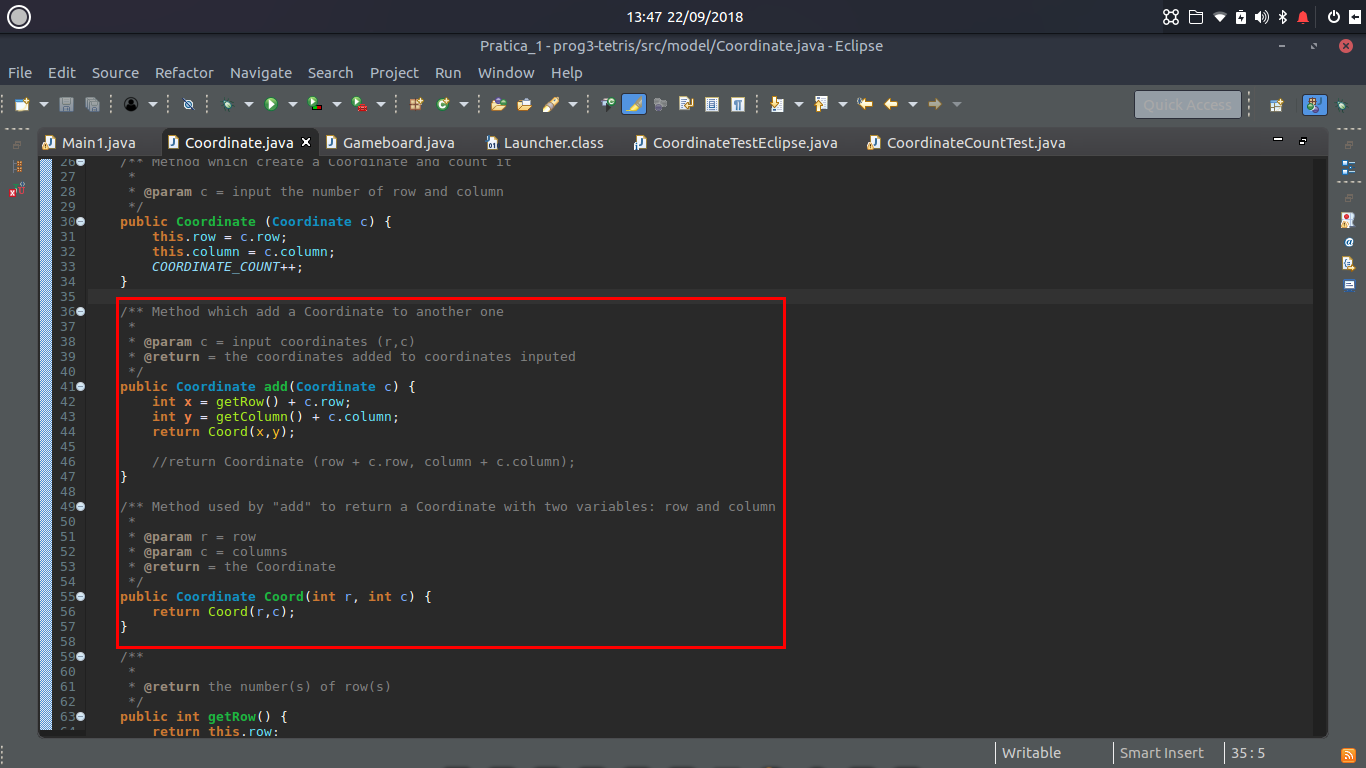 13:47 22/09/2018
Pratica_1 - prog3-tetris/src/model/Coordinate.java - Eclipse
File Edit Source Refactor Navigate Search Project Run Window Help
Quick Access
Main1.java Coordinate.java Gameboard.java Launcher.class CoordinateTestEclipse.java CoordinateCountTest.java
26 /** Method which create a Coordinate and count it
27 *
28 * @param c = input the number of row and column
29 */
30 public Coordinate (Coordinate c) {
31 this.row = c.row;
32 this.column = c.column;
33 COORDINATE_COUNT++;
34 }
35
36 /** Method which add a Coordinate to another one
37 *
38 * @param c = input coordinates (r,c)
39 * @return = the coordinates added to coordinates inputed
40 */
41 public Coordinate add(Coordinate c) {
42 int x = getRow() + c.row;
43 int y = getColumn() + c.column;
44 return Coord(x,y);
45
46 //return Coordinate (row + c.row, column + c.column);
47 }
48
49 /** Method used by "add" to return a Coordinate with two variables: row and column
50 *
51 * @param r = row
52 * @param c = columns
53 * @return = the Coordinate
54 */
55 public Coordinate Coord(int r, int c) {
56 return Coord(r,c);
57 }
58
59 /**
60 *
61 * @return the number(s) of row(s)
62 */
63 public int getRow() {
64 return this.row;
Writable Smart Insert 35 : 5